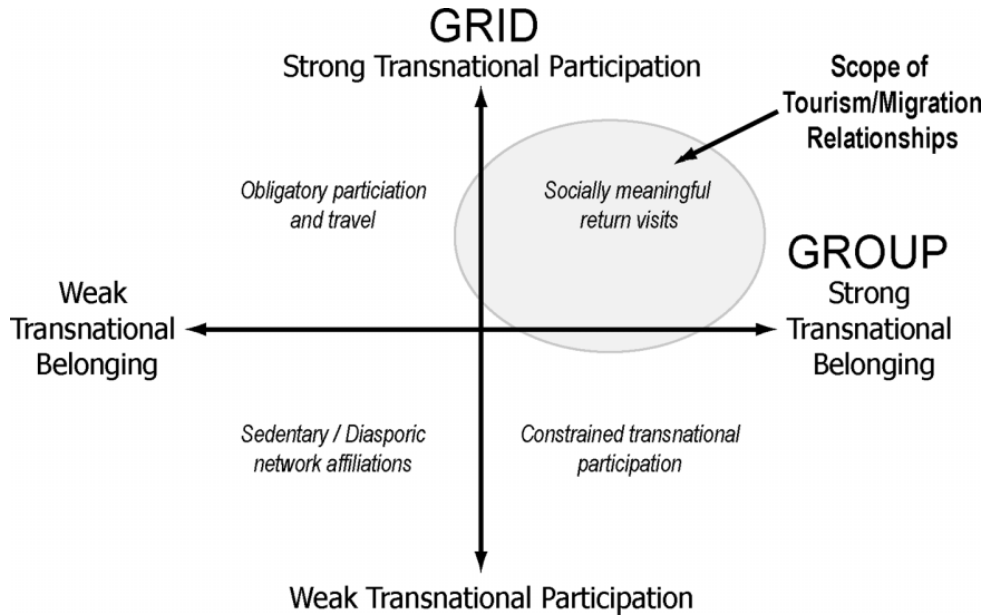 GRID
Strong Transnational Participation
Scope of
Tourism/Migration
Relationships
Obligatory particiation
and travel
Socially meaningful
return visits
GROUP
Weak
Transnational
Belonging
Strong
Transnational
Belonging
Sedentary / Diasporic
network affiliations
Constrained transnational
participation
Weak Transnational Participation